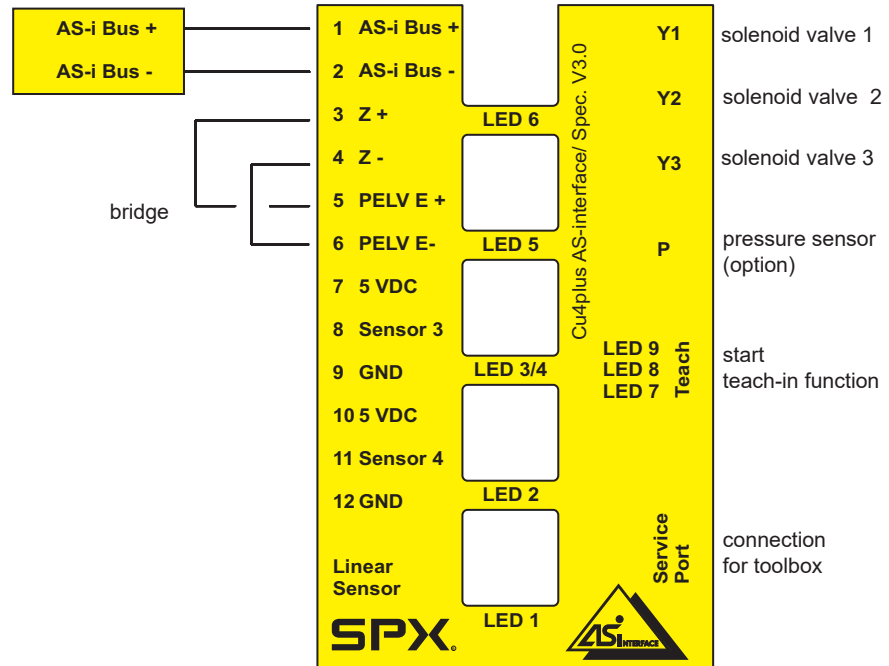 AS-i Bus +
AS-i Bus -
bridge
1 AS-i Bus +
2 AS-i Bus -
3 Z +
4 Z -
5 PELV E +
6 PELV E-
7 5 VDC
8 Sensor 3
9 GND
10 5 VDC
11 Sensor 4
12 GND
Linear
Sensor
SPX.
LED 6
LED 5
LED 3/4
LED 2
LED 1
Cu4plus AS-interface/ Spec. V3.0
Y1
Y2
Y3
P
LED 9
LED 8
LED 7
Teach
Service
Port
ASi INTERFACE
solenoid valve 1
solenoid valve 2
solenoid valve 3
pressure sensor
(option)
start
teach-in function
connection
for toolbox